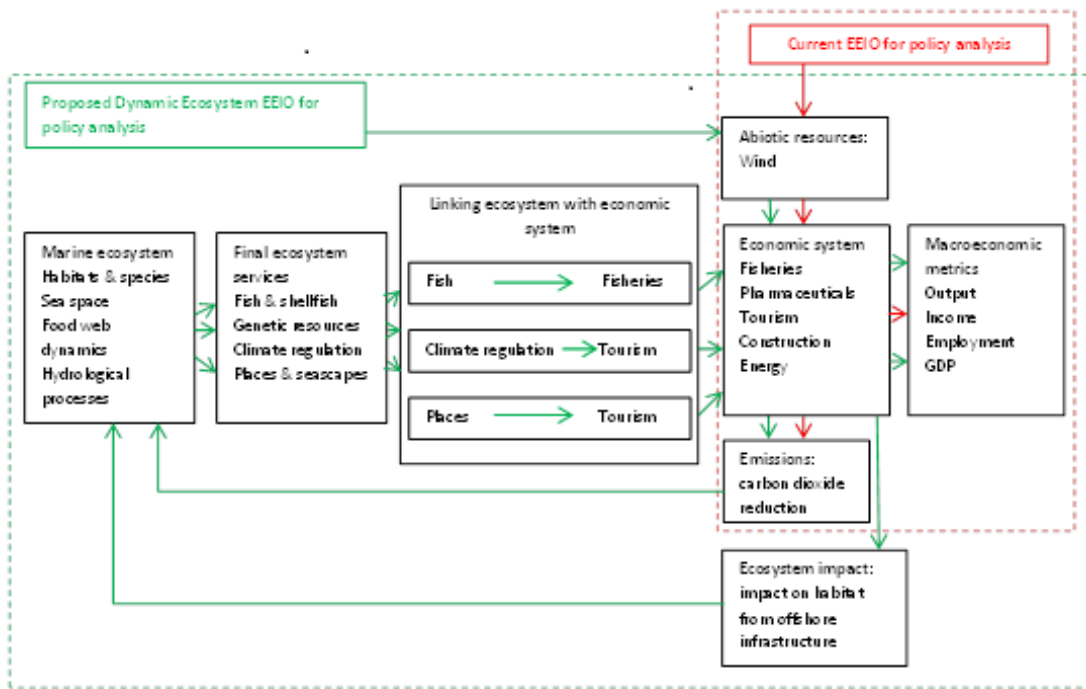 Current EEIO for policy analysis
Proposed Dynamic Ecosystem EEIO for
policy analysis
Abiotic resources:
Wind
Linking ecosystem with economic
system
Marine ecosystem
Habitats & species
Sea space
Food web
dynamics
Hydrological
processes
Final ecosystem
services
Fish & shellfish
Genetic resources
Climate regulation
Places & seascapes
Fish
Fisheries
Climate regulation
Tourism
Places
Tourism
Economic system
Fisheries
Pharmaceuticals
Tourism
Construction
Energy
Macroeconomic
metrics
Output
Income
Employment
GDP
Emissions:
carbon dioxide
reduction
Ecosystem impact:
impact on habitat
from offshore
infrastructure